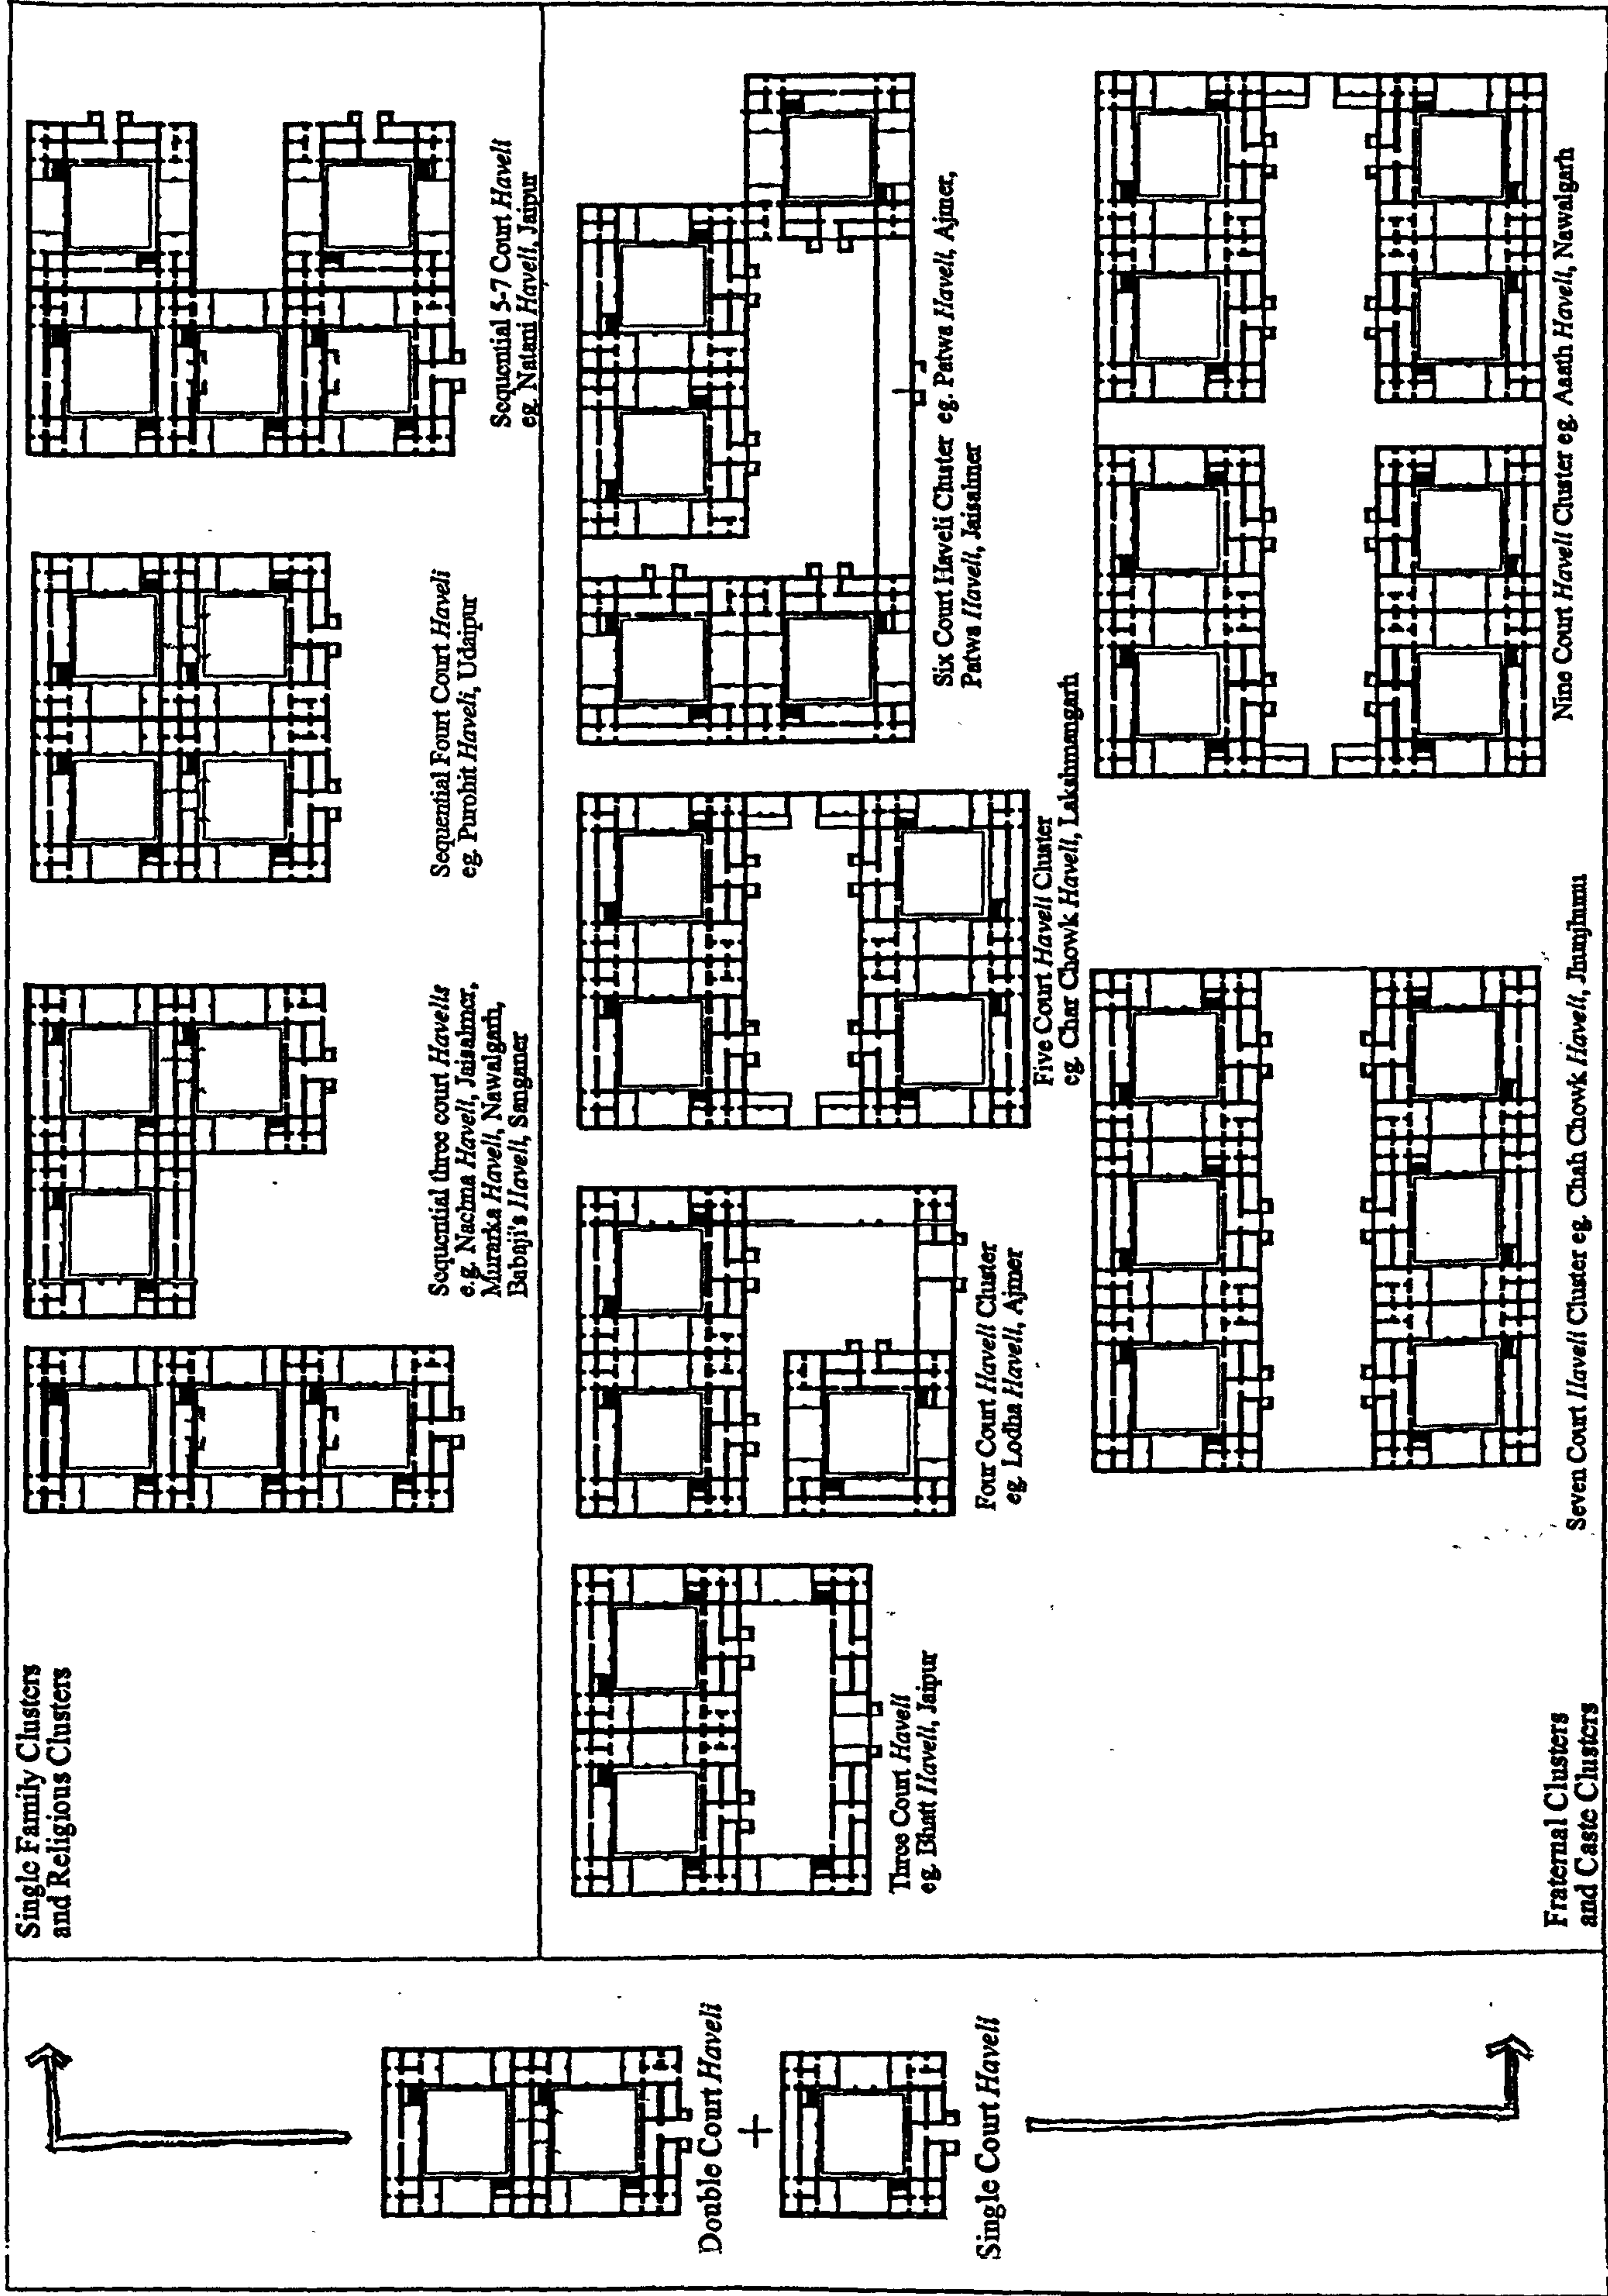 Single Family Clusters
and Religious Clusters
Sequential three court Havelis
e.g. Nachna Haveli, Jaisalmer,
Murarka Haveli, Nawalgarh,
Babaji's Haveli, Sanganer
Sequential Fourt Court Haveli
eg. Purohit Haveli, Udaipur
Sequential 5-7 Court Haveli
eg. Natani Haveli, Jaipur
Double Court Haveli
+
Single Court Haveli
Three Court Haveli
eg. Bhatt Haveli, Jaipur
Four Court Haveli Cluster
eg. Lodha Haveli, Ajmer
Five Court Haveli Cluster
eg. Char Chowk Haveli, Lakshmangarh
Six Court Haveli Cluster eg. Patwa Haveli, Ajmer,
Patwa Haveli, Jaisalmer
Fraternal Clusters
and Caste Clusters
Seven Court Haveli Cluster eg. Chah Chowk Haveli, Jhunjhunu
Nine Court Haveli Cluster eg. Aaath Haveli, Nawalgarh